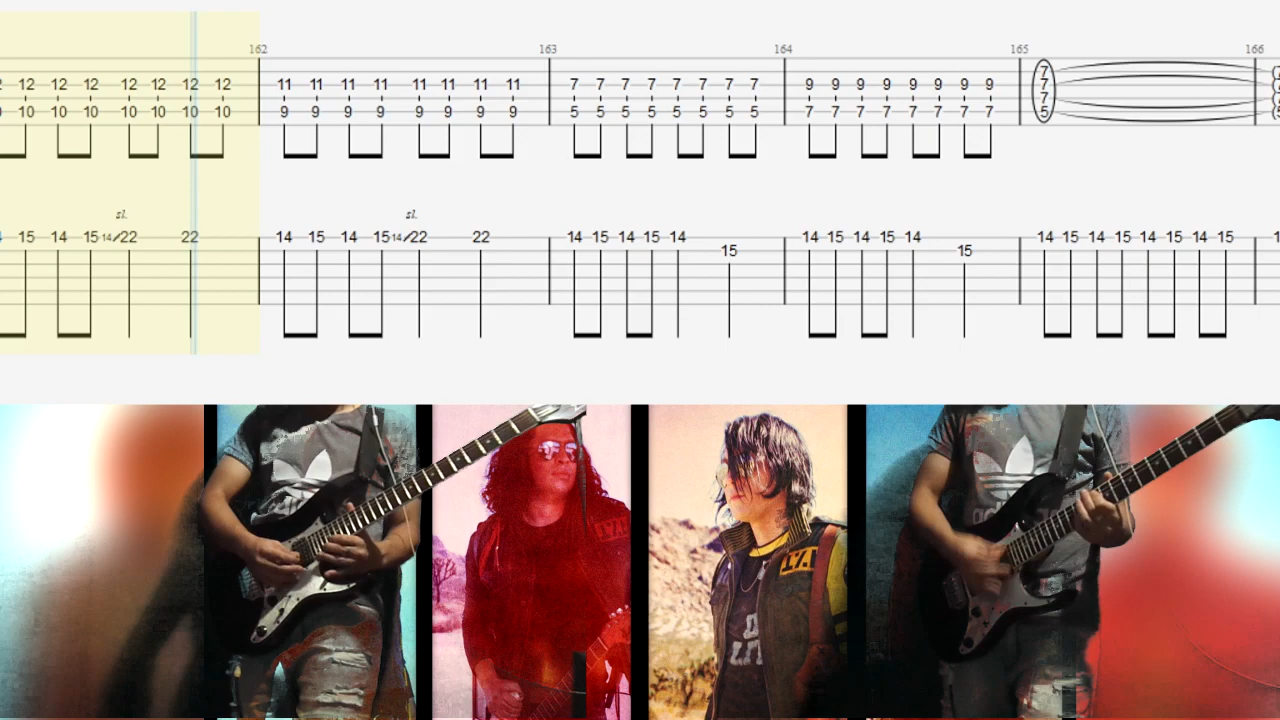 162 163 164 165 166
7
12 12 12 12 12 12 12 11 11 11 11 11 11 11 11 7 7 7 7 7 7 7 7 9 9 9 9 9 9 9 9 7
7
10 10 10 10 10 10 10 9 9 9 9 9 9 9 9 5 5 5 5 5 5 5 5 7 7 7 7 7 7 7 7 5
sl. sl.
15 14 15 14 22 22 14 15 14 15 14 22 22 14 15 14 15 14 14 15 14 15 14 14 15 14 15 14 15 14 15
15 15